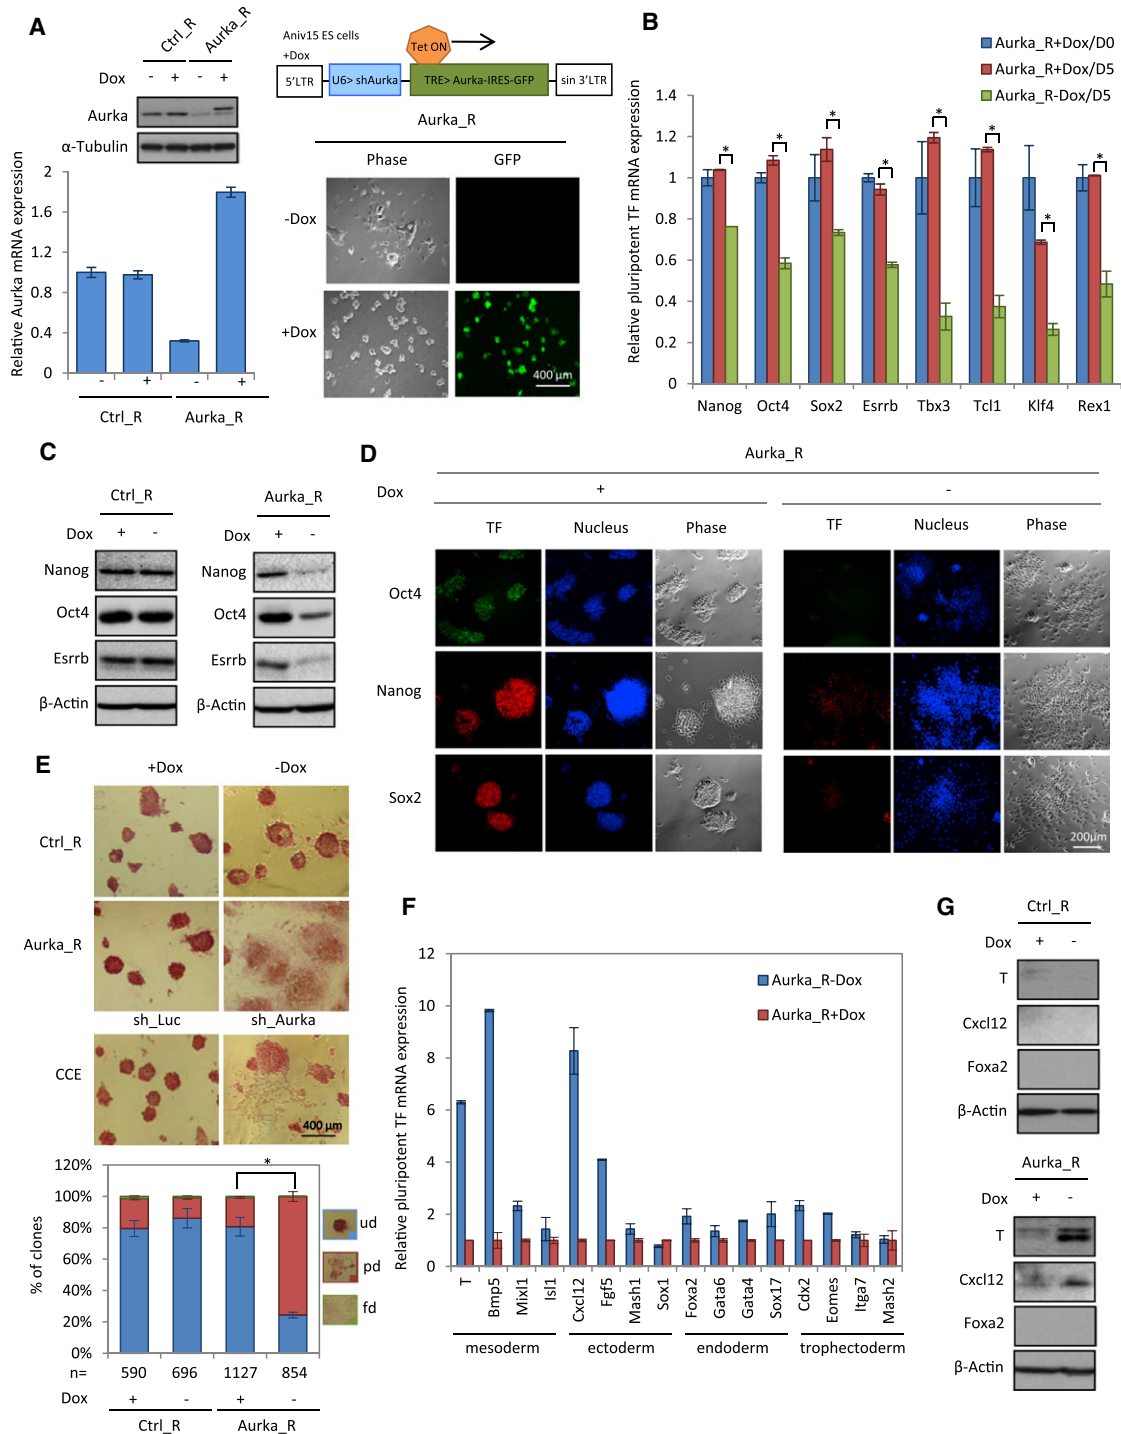 A
Ctrl_R Aurka_R
Dox - + - +
Aurka
α-Tubulin
Relative Aurka mRNA expression
2
1.6
1.2
0.8
0.4
0
- + - +
Ctrl_R Aurka_R
Aniv15 ES cells
+Dox
Tet ON
5'LTR U6> shAurka TRE> Aurka-IRES-GFP sin 3'LTR
Aurka_R
Phase GFP
-Dox
+Dox
400 µm
B
Aurka_R+Dox/D0
Aurka_R+Dox/D5
Aurka_R-Dox/D5
Relative pluripotent TF mRNA expression
1.4
1.2
1
0.8
0.6
0.4
0.2
0
* * * * * * * *
Nanog Oct4 Sox2 Esrrb Tbx3 Tcl1 Klf4 Rex1
C
Ctrl_R Aurka_R
Dox + - Dox + -
Nanog Nanog
Oct4 Oct4
Esrrb Esrrb
β-Actin β-Actin
D
Aurka_R
Dox + -
TF Nucleus Phase TF Nucleus Phase
Oct4
Nanog
Sox2
200µm
E
+Dox -Dox
Ctrl_R
Aurka_R
sh_Luc sh_Aurka
CCE
400 µm
% of clones
120%
100%
80%
60%
40%
20%
0%
*
ud
pd
fd
n= 590 696 1127 854
Dox + - + -
Ctrl_R Aurka_R
F
Relative pluripotent TF mRNA expression
12
10
8
6
4
2
0
Aurka_R-Dox
Aurka_R+Dox
T Bmp5 Mixl1 Isl1 Cxcl12 Fgf5 Mash1 Sox1 Foxa2 Gata6 Gata4 Sox17 Cdx2 Eomes Itga7 Mash2
mesoderm ectoderm endoderm trophectoderm
G
Ctrl_R
Dox + -
T
Cxcl12
Foxa2
β-Actin
Aurka_R
Dox + -
T
Cxcl12
Foxa2
β-Actin